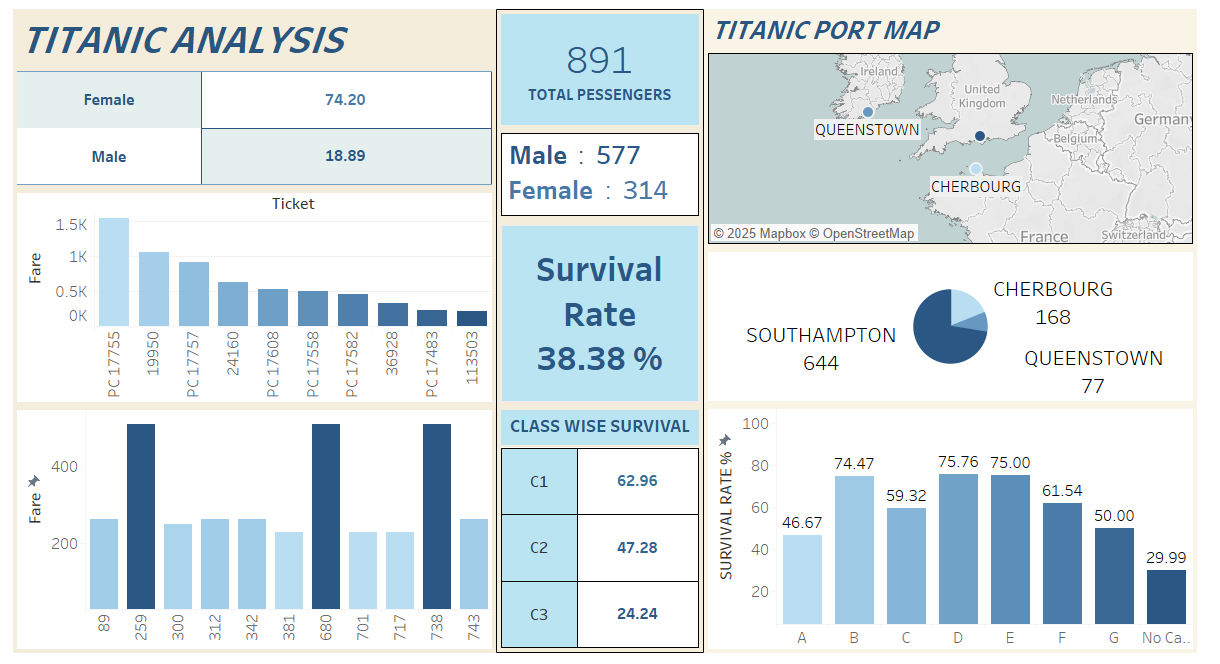 TITANIC ANALYSIS
Female 74.20
Male 18.89
Ticket
Fare
1.5K
1K
0.5K
0K
PC 17755
19950
PC 17757
24160
PC 17608
PC 17558
PC 17582
36928
PC 17483
113503
Fare
400
200
89
259
300
312
342
381
680
701
717
738
743
891
TOTAL PESSENGERS
Male : 577
Female : 314
Survival
Rate
38.38 %
CLASS WISE SURVIVAL
C1 62.96
C2 47.28
C3 24.24
TITANIC PORT MAP
Ireland
United
Kingdom
Netherlands
German
Belgium
QUEENSTOWN
CHERBOURG
France
Switzerland
© 2025 Mapbox © OpenStreetMap
CHERBOURG
168
SOUTHAMPTON
644
QUEENSTOWN
77
SURVIVAL RATE %
100
80
60
40
20
46.67
74.47
59.32
75.76
75.00
61.54
50.00
29.99
A
B
C
D
E
F
G
No Ca..